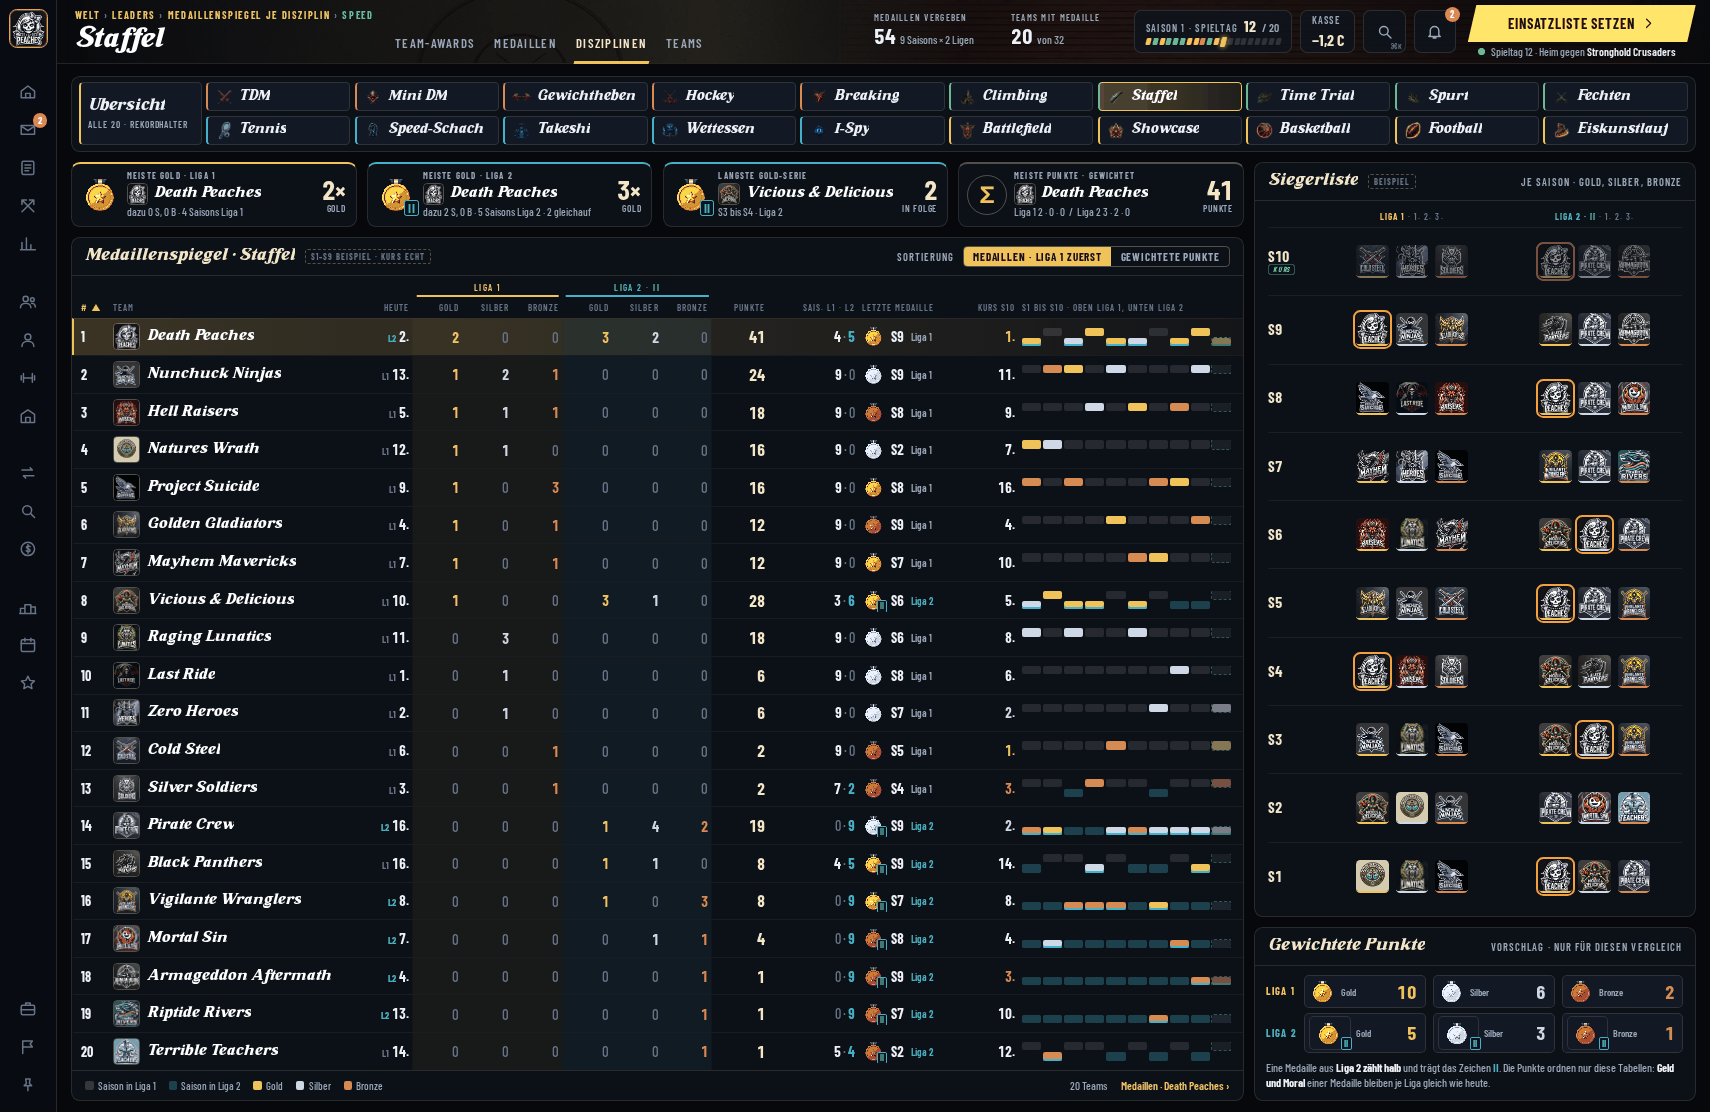 WELT › LEADERS › MEDAILLENSPIEGEL JE DISZIPLIN › SPEED
Staffel
TEAM-AWARDS MEDAILLEN DISZIPLINEN TEAMS
MEDAILLEN VERGEBEN
54 9 Saisons × 2 Ligen
TEAMS MIT MEDAILLE
20 von 32
SAISON 1 · SPIELTAG 12 / 20
KASSE
−1,2 C
2
EINSATZLISTE SETZEN
Spieltag 12 · Heim gegen Stronghold Crusaders
2
Übersicht
ALLE 20 · REKORDHALTER
TDM Mini DM Gewichtheben Hockey Breaking Climbing Staffel Time Trial Spurt Fechten
Tennis Speed-Schach Takeshi Wettessen I-Spy Battlefield Showcase Basketball Football Eiskunstlauf
MEISTE GOLD · LIGA 1
Death Peaches
dazu 0 S, 0 B · 4 Saisons Liga 1
2×
GOLD
MEISTE GOLD · LIGA 2
Death Peaches
dazu 2 S, 0 B · 5 Saisons Liga 2 · 2 gleichauf
3×
GOLD
II
LÄNGSTE GOLD-SERIE
Vicious & Delicious
S3 bis S4 · Liga 2
2
IN FOLGE
II
MEISTE PUNKTE · GEWICHTET
Σ
Death Peaches
Liga 1 2 · 0 · 0 / Liga 2 3 · 2 · 0
41
PUNKTE
Medaillenspiegel · Staffel S1-S9 BEISPIEL · KURS ECHT
SORTIERUNG MEDAILLEN · LIGA 1 ZUERST GEWICHTETE PUNKTE
LIGA 1 LIGA 2 · II
# ▲ TEAM HEUTE GOLD SILBER BRONZE GOLD SILBER BRONZE PUNKTE SAIS. L1 · L2 LETZTE MEDAILLE KURS S10 S1 BIS S10 · OBEN LIGA 1, UNTEN LIGA 2
1 Death Peaches L2 2. 2 0 0 3 2 0 41 4 · 5 S9 Liga 1 1.
2 Nunchuck Ninjas L1 13. 1 2 1 0 0 0 24 9 · 0 S9 Liga 1 11.
3 Hell Raisers L1 5. 1 1 1 0 0 0 18 9 · 0 S8 Liga 1 9.
4 Natures Wrath L1 12. 1 1 0 0 0 0 16 9 · 0 S2 Liga 1 7.
5 Project Suicide L1 9. 1 0 3 0 0 0 16 9 · 0 S8 Liga 1 16.
6 Golden Gladiators L1 4. 1 0 1 0 0 0 12 9 · 0 S9 Liga 1 4.
7 Mayhem Mavericks L1 7. 1 0 1 0 0 0 12 9 · 0 S7 Liga 1 10.
8 Vicious & Delicious L1 10. 1 0 0 3 1 0 28 3 · 6 II S6 Liga 2 5.
9 Raging Lunatics L1 11. 0 3 0 0 0 0 18 9 · 0 S6 Liga 1 8.
10 Last Ride L1 1. 0 1 0 0 0 0 6 9 · 0 S8 Liga 1 6.
11 Zero Heroes L1 2. 0 1 0 0 0 0 6 9 · 0 S7 Liga 1 2.
12 Cold Steel L1 6. 0 0 1 0 0 0 2 9 · 0 S5 Liga 1 1.
13 Silver Soldiers L1 3. 0 0 1 0 0 0 2 7 · 2 S4 Liga 1 3.
14 Pirate Crew L2 16. 0 0 0 1 4 2 19 0 · 9 II S9 Liga 2 2.
15 Black Panthers L1 16. 0 0 0 1 1 0 8 4 · 5 II S9 Liga 2 14.
16 Vigilante Wranglers L2 8. 0 0 0 1 0 3 8 0 · 9 II S7 Liga 2 8.
17 Mortal Sin L2 7. 0 0 0 0 1 1 4 0 · 9 II S8 Liga 2 4.
18 Armageddon Aftermath L2 4. 0 0 0 0 0 1 1 0 · 9 II S9 Liga 2 3.
19 Riptide Rivers L2 13. 0 0 0 0 0 1 1 0 · 9 II S7 Liga 2 10.
20 Terrible Teachers L1 14. 0 0 0 0 0 1 1 5 · 4 II S2 Liga 2 12.
Saison in Liga 1 Saison in Liga 2 Gold Silber Bronze
20 Teams Medaillen · Death Peaches ›
Siegerliste BEISPIEL
JE SAISON · GOLD, SILBER, BRONZE
LIGA 1 · 1. 2. 3. LIGA 2 · II · 1. 2. 3.
S10
KURS
S9
S8
S7
S6
S5
S4
S3
S2
S1
Gewichtete Punkte
VORSCHLAG · NUR FÜR DIESEN VERGLEICH
LIGA 1 Gold 10 Silber 6 Bronze 2
LIGA 2 II Gold 5 II Silber 3 II Bronze 1
Eine Medaille aus Liga 2 zählt halb und trägt das Zeichen II. Die Punkte ordnen nur diese Tabellen: Geld
und Moral einer Medaille bleiben je Liga gleich wie heute.